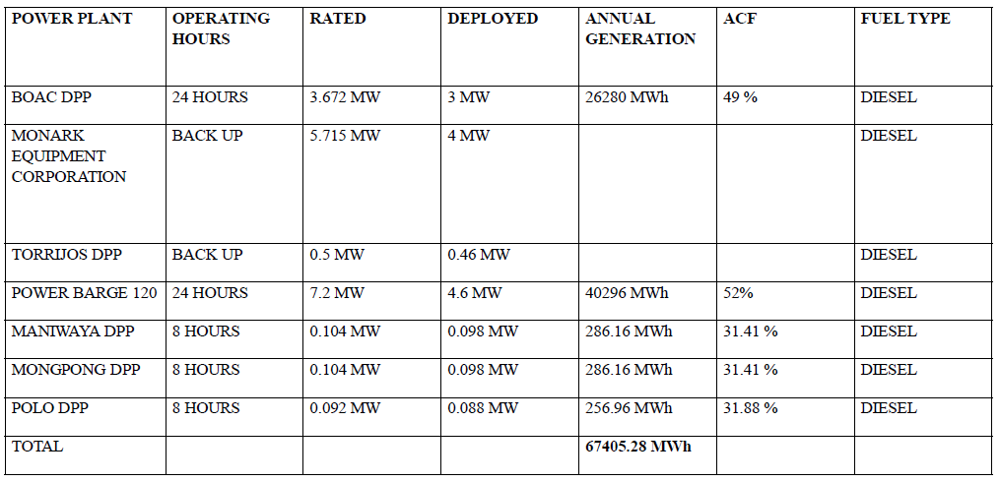 POWER PLANT OPERATING HOURS RATED DEPLOYED ANNUAL GENERATION ACF FUEL TYPE
BOAC DPP 24 HOURS 3.672 MW 3 MW 26280 MWh 49 % DIESEL
MONARK EQUIPMENT CORPORATION BACK UP 5.715 MW 4 MW DIESEL
TORRIJOS DPP BACK UP 0.5 MW 0.46 MW DIESEL
POWER BARGE 120 24 HOURS 7.2 MW 4.6 MW 40296 MWh 52% DIESEL
MANIWAYA DPP 8 HOURS 0.104 MW 0.098 MW 286.16 MWh 31.41 % DIESEL
MONGPONG DPP 8 HOURS 0.104 MW 0.098 MW 286.16 MWh 31.41 % DIESEL
POLO DPP 8 HOURS 0.092 MW 0.088 MW 256.96 MWh 31.88 % DIESEL
TOTAL 67405.28 MWh